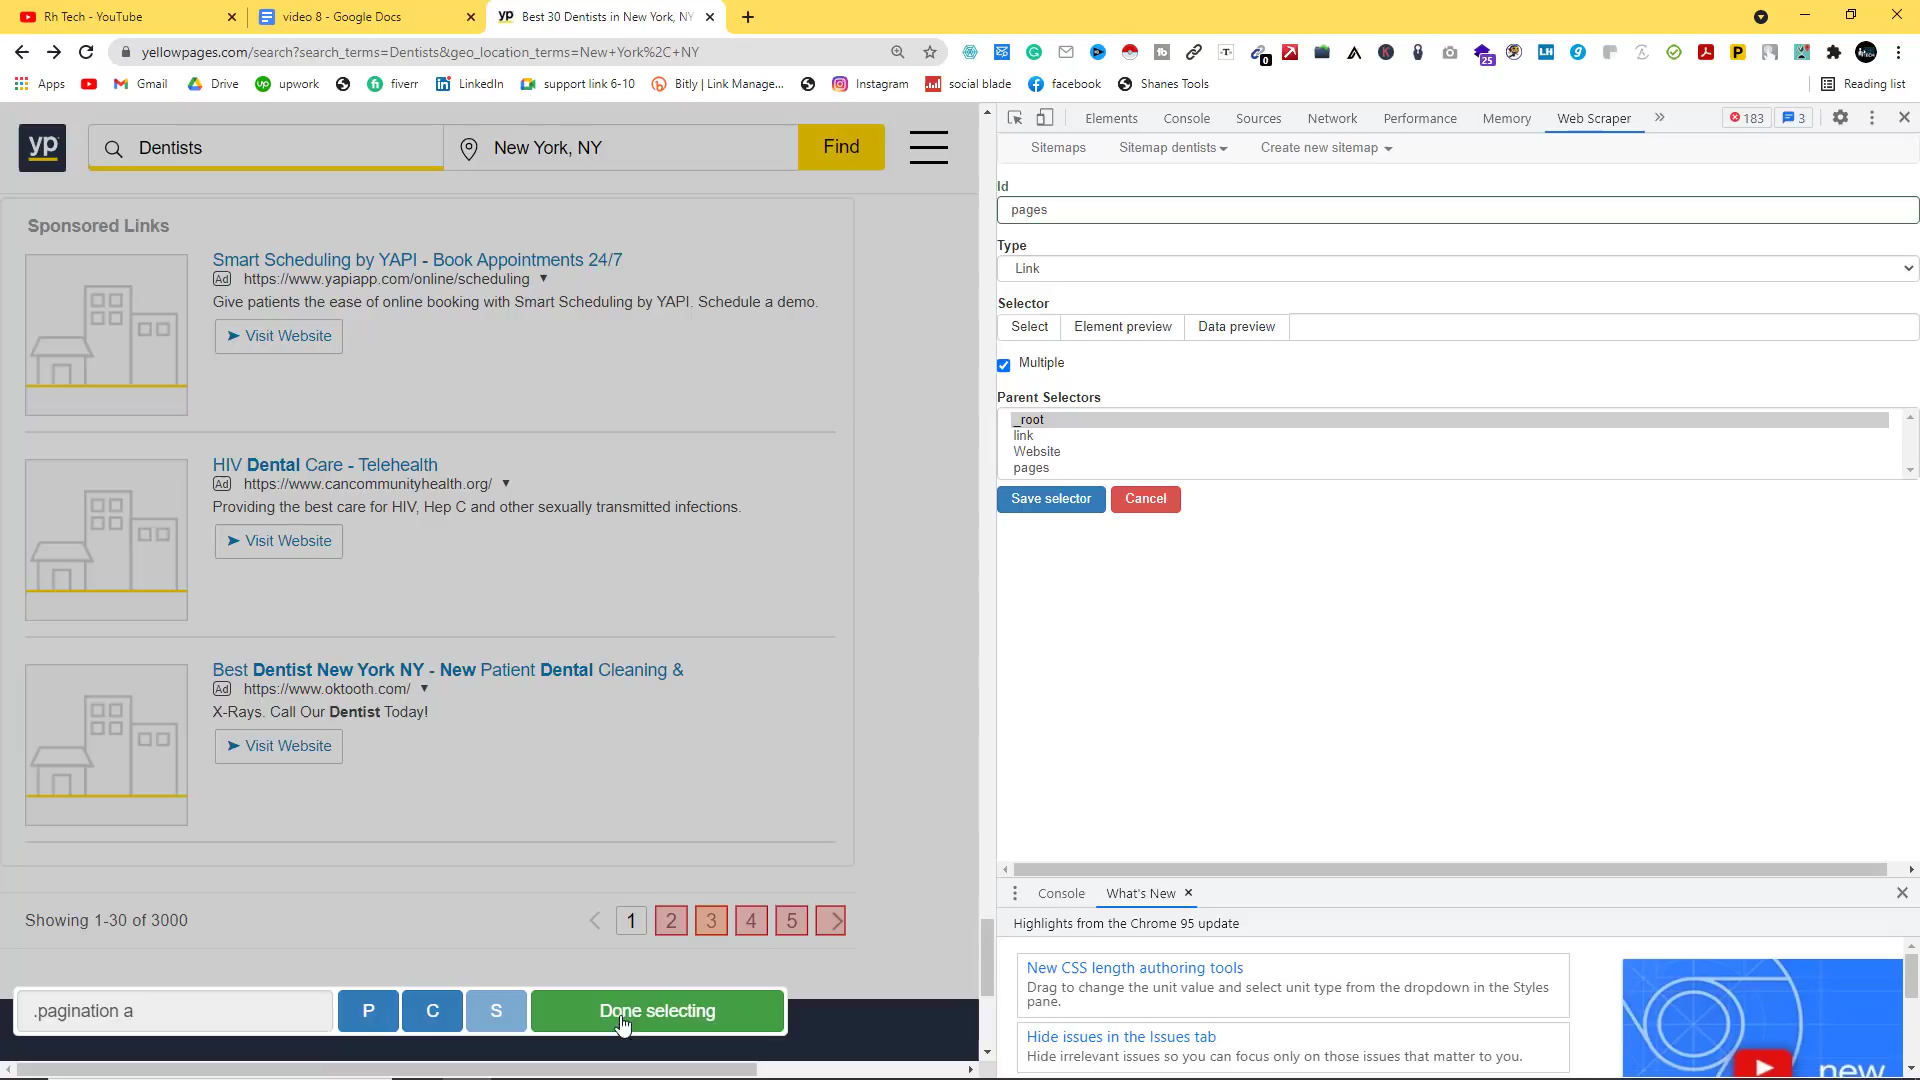 Rh Tech - YouTube
video 8 - Google Docs
yp Best 30 Dentists in New York, NY
yellowpages.com/search?search_terms=Dentists&geo_location_terms=New+York%2C+NY
0
25
LH
Apps
Gmail
Drive
upwork
fiverr
LinkedIn
support link 6-10
Bitly | Link Manage...
Instagram
social blade
facebook
Shanes Tools
Reading list
yp
Dentists
New York, NY
Find
Sponsored Links
Smart Scheduling by YAPI - Book Appointments 24/7
Ad https://www.yapiapp.com/online/scheduling
Give patients the ease of online booking with Smart Scheduling by YAPI. Schedule a demo.
Visit Website
HIV Dental Care - Telehealth
Ad https://www.cancommunityhealth.org/
Providing the best care for HIV, Hep C and other sexually transmitted infections.
Visit Website
Best Dentist New York NY - New Patient Dental Cleaning &
Ad https://www.oktooth.com/
X-Rays. Call Our Dentist Today!
Visit Website
Showing 1-30 of 3000
1 2 3 4 5
.pagination a
P
C
S
Done selecting
Elements
Console
Sources
Network
Performance
Memory
Web Scraper
183
3
Sitemaps
Sitemap dentists
Create new sitemap
Id
pages
Type
Link
Selector
Select
Element preview
Data preview
Multiple
Parent Selectors
_root
link
Website
pages
Save selector
Cancel
Console
What's New
Highlights from the Chrome 95 update
New CSS length authoring tools
Drag to change the unit value and select unit type from the dropdown in the Styles
pane.
Hide issues in the Issues tab
Hide irrelevant issues so you can focus only on those issues that matter to you.
new